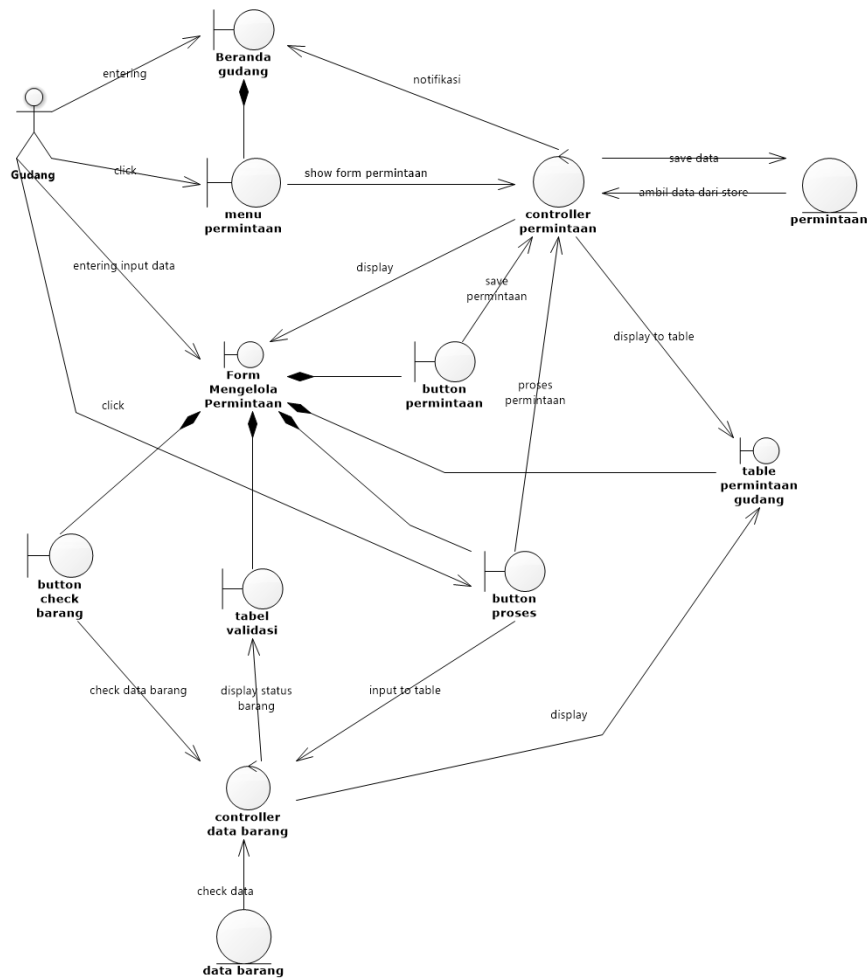 Beranda
gudang
entering
notifikasi
Gudang
click
menu
permintaan
show form permintaan
controller
permintaan
save data
ambil data dari store
permintaan
entering input data
display
save
permintaan
display to table
Form
Mengelola
Permintaan
button
permintaan
click
proses
permintaan
table
permintaan
gudang
button
check
barang
tabel
validasi
button
proses
check data barang
display status
barang
input to table
display
controller
data barang
check data
data barang